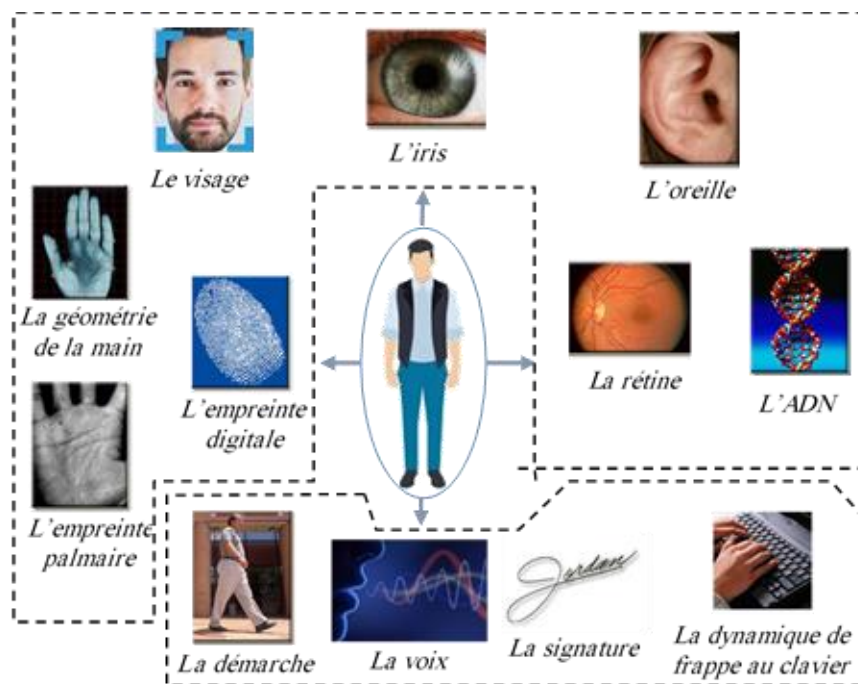 Le visage
L'iris
L'oreille
La géométrie
de la main
L'empreinte
digitale
La rétine
L'ADN
L'empreinte
palmaire
Jordan
La démarche
La voix
La signature
La dynamique de
frappe au clavier